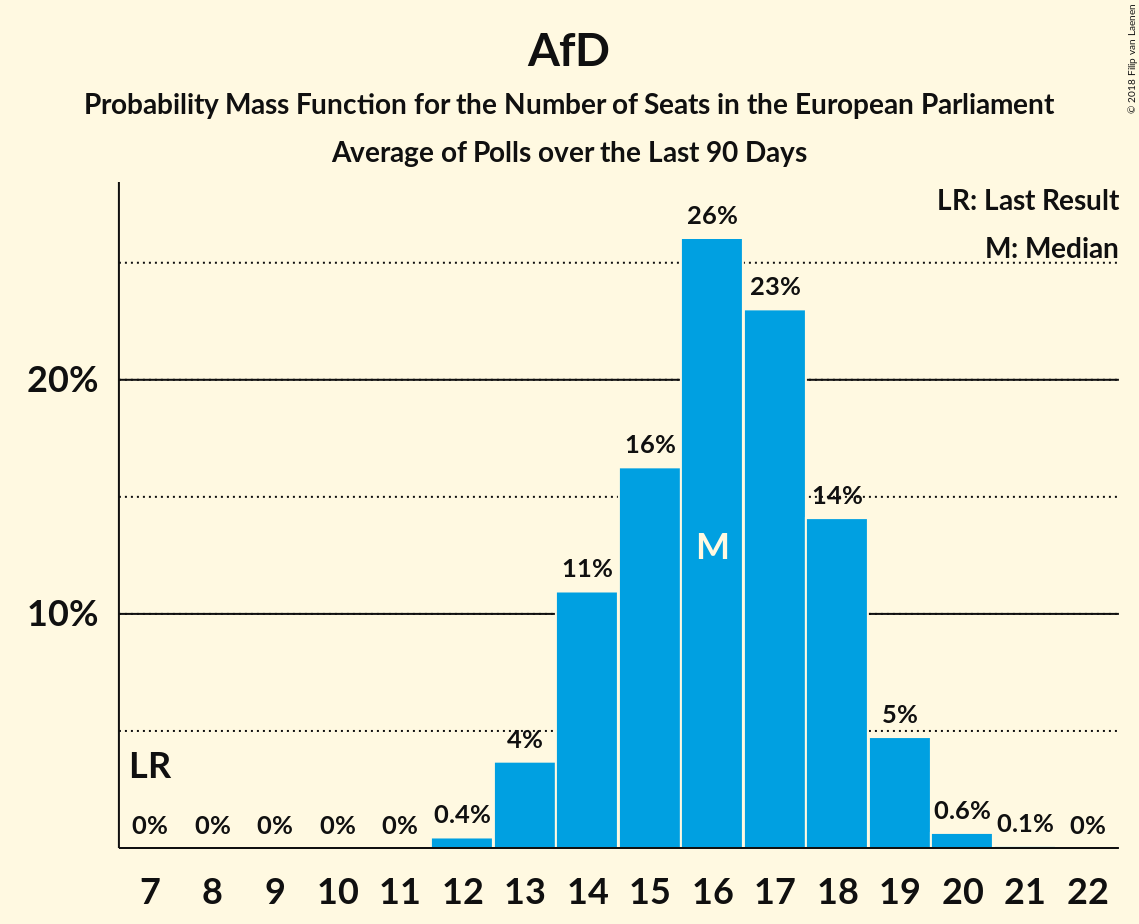 AfD
Probability Mass Function for the Number of Seats in the European Parliament
Average of Polls over the Last 90 Days
© 2018 Filip van Laenen
LR: Last Result
M: Median
26%
23%
20%
16%
14%
M
11%
10%
5%
4%
LR
0% 0% 0% 0% 0% 0.4% 0.6% 0.1% 0%
7 8 9 10 11 12 13 14 15 16 17 18 19 20 21 22